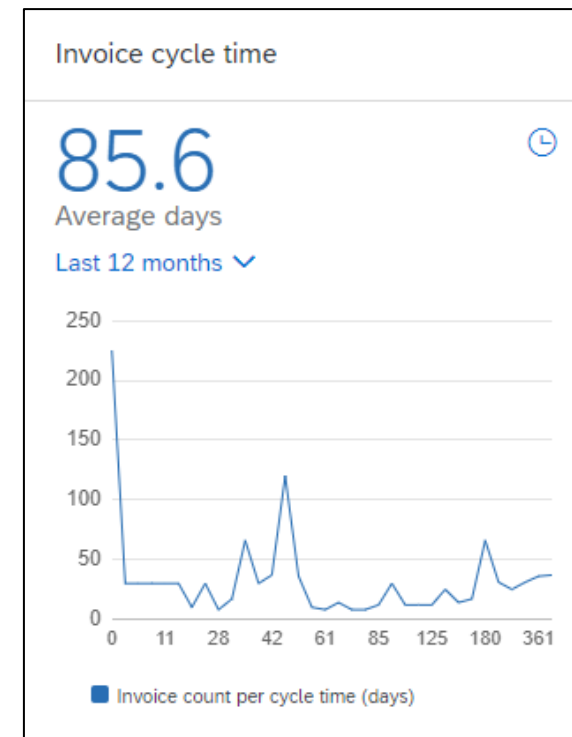 Invoice cycle time
85.6
Average days
Last 12 months
250
200
150
100
50
0
0 11 28 42 61 85 125 180 361
Invoice count per cycle time (days)